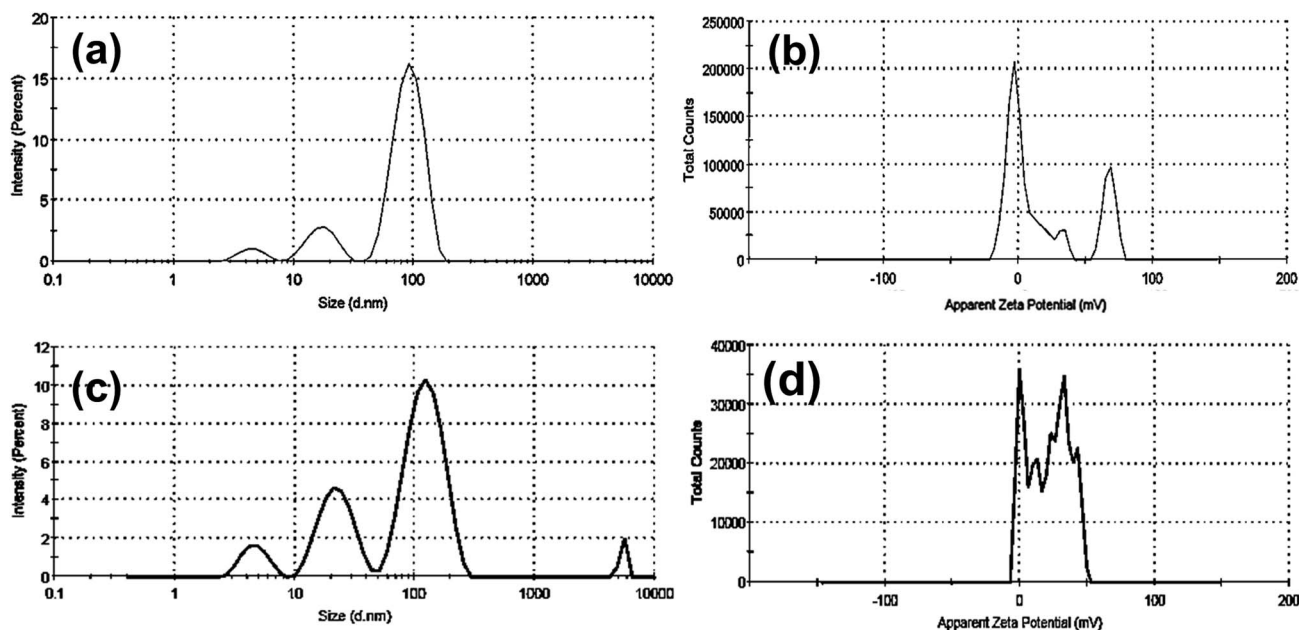 (a)
Intensity (Percent)
20
15
10
5
0
0.1 1 10 100 1000 10000
Size (d.nm)
(b)
Total Counts
250000
200000
150000
100000
50000
0
-100 0 100 200
Apparent Zeta Potential (mV)
(c)
Intensity (Percent)
12
10
8
6
4
2
0
0.1 1 10 100 1000 10000
Size (d.nm)
(d)
Total Counts
40000
30000
20000
10000
0
-100 0 100 200
Apparent Zeta Potential (mV)